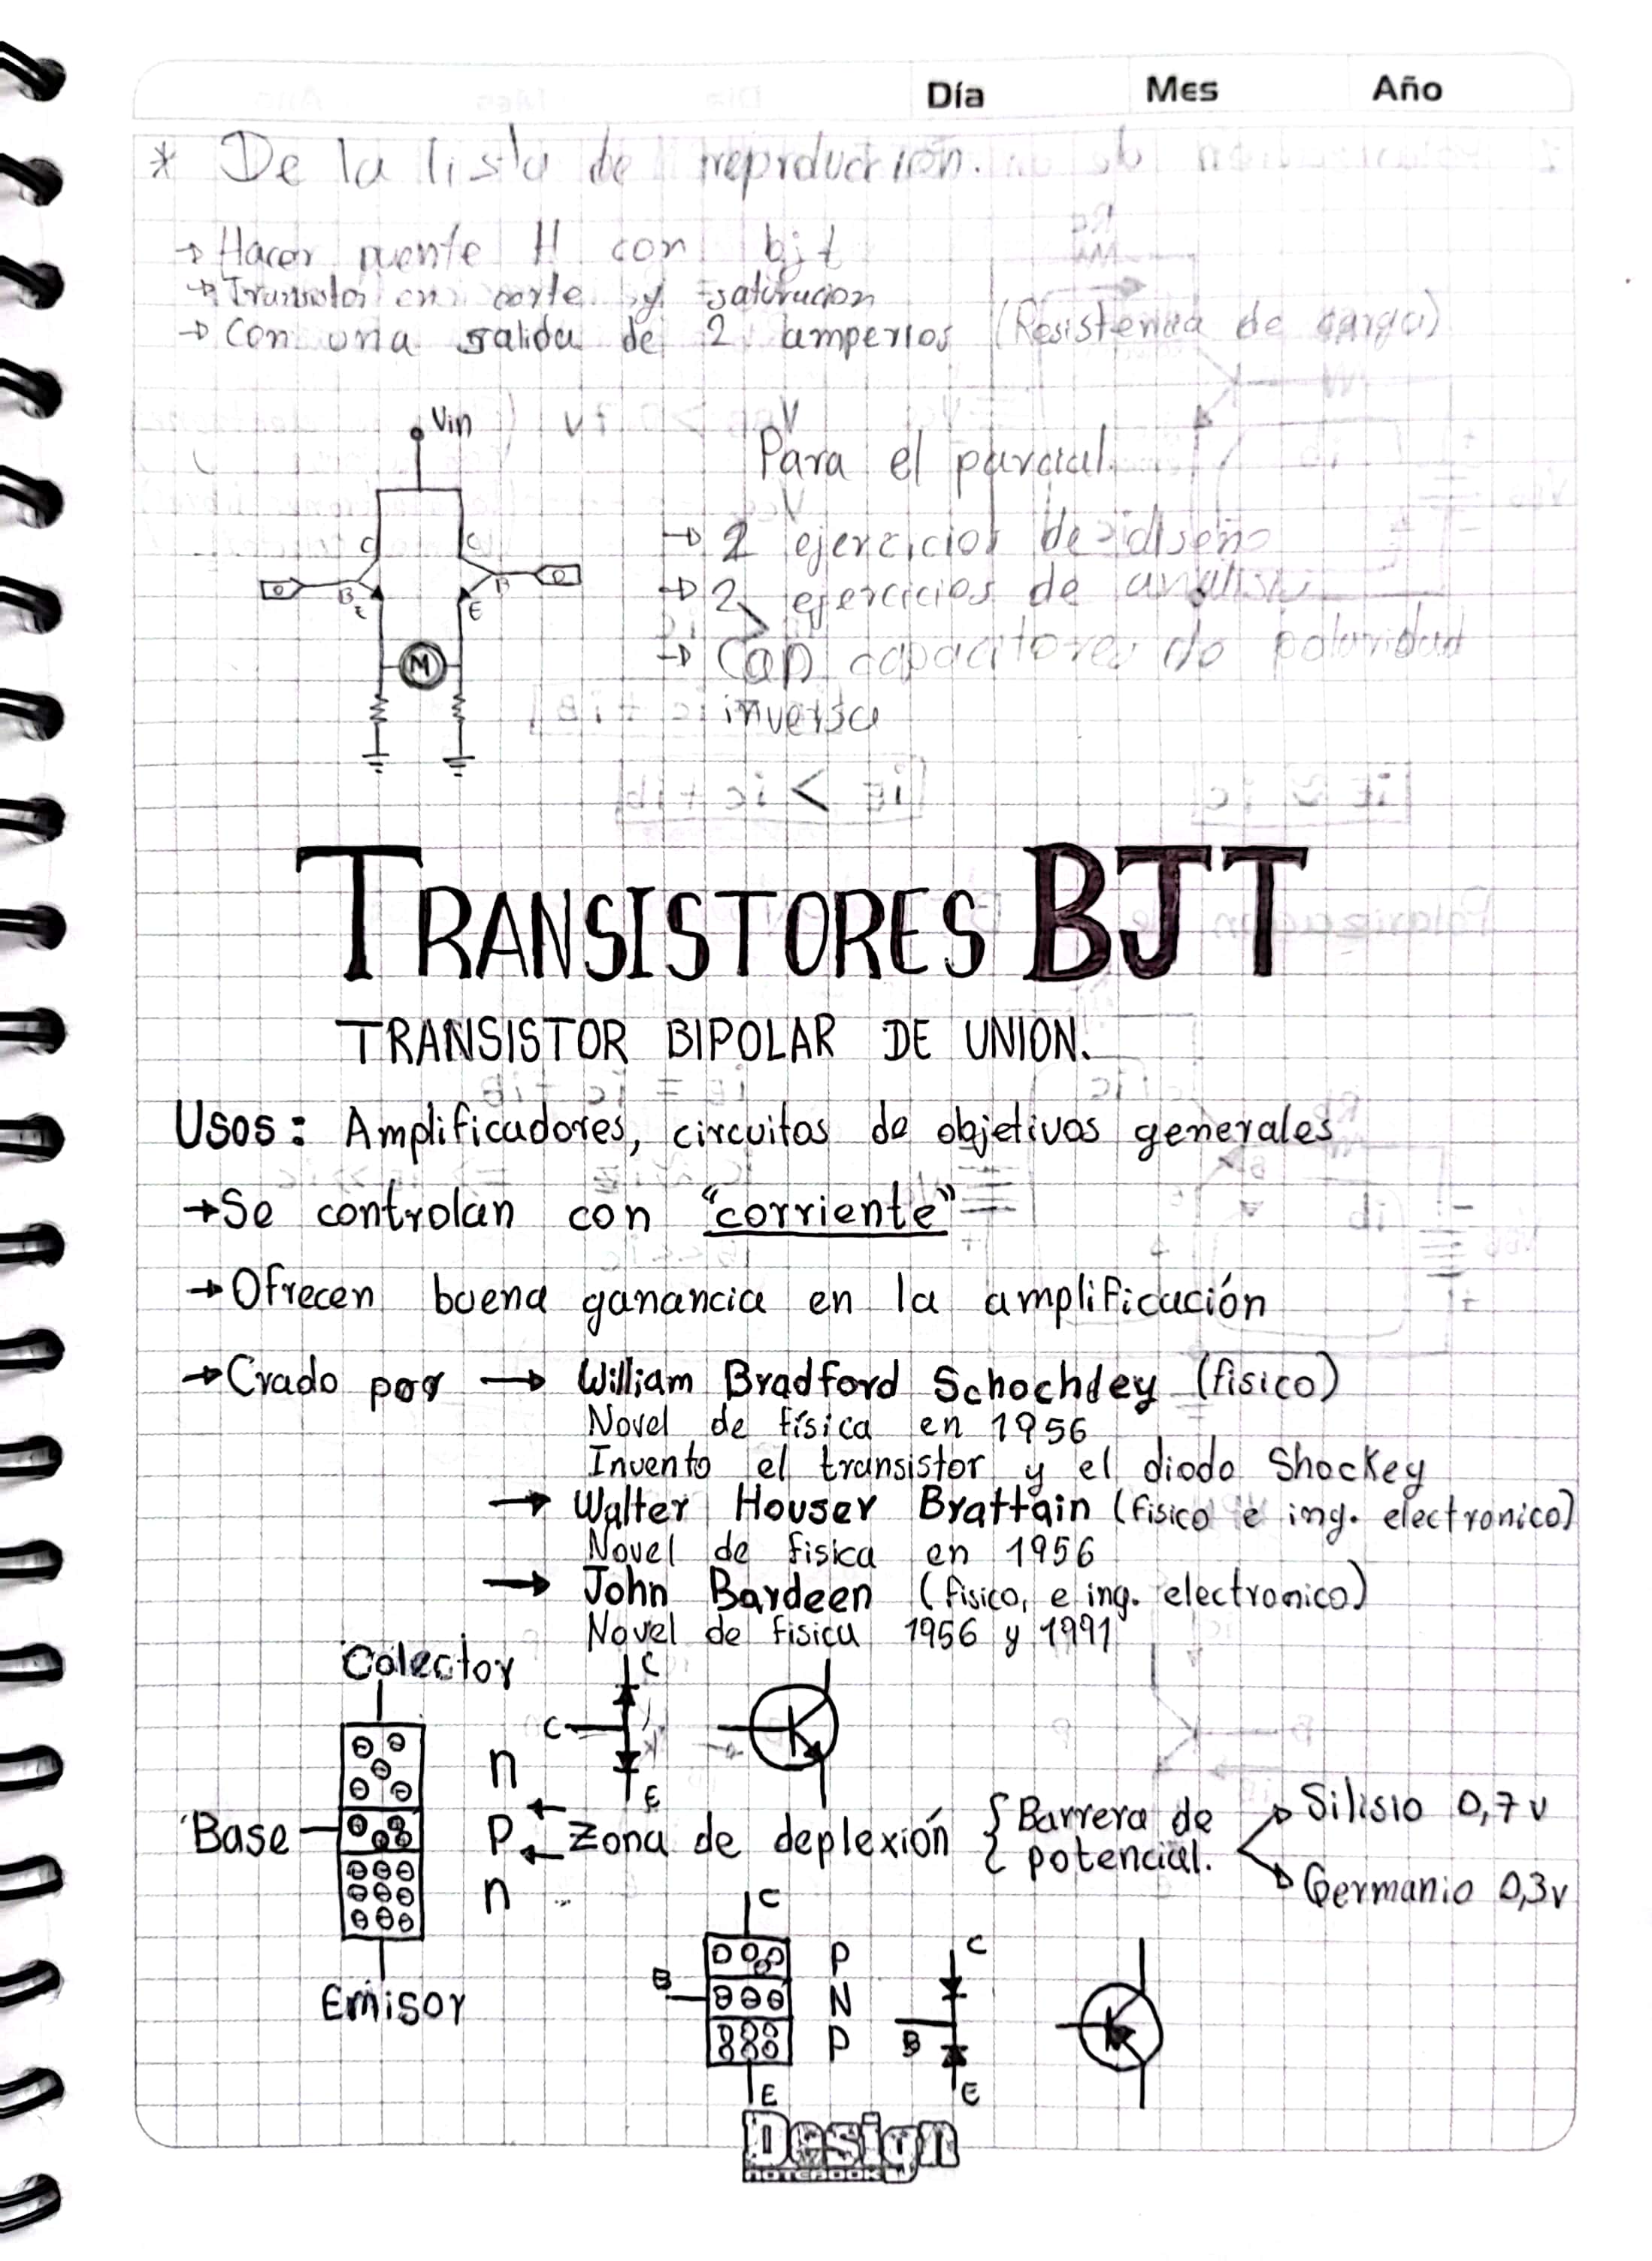 Día Mes Año
* De la lista de reproducción.
→ Hacer puente H con bjt
→ Transistor en corte y saturacion
→ Con una salida de 2 amperios (Resistencia de carga)
Vin
Para el parcial.
C C
→ 2 ejercicios de diseño
B E B E
→ 2 ejercicios de analisis
M
→ Cap capacitores de polaridad
inversa
TRANSISTORES BJT
TRANSISTOR BIPOLAR DE UNION.
Usos: Amplificadores, circuitos de objetivos generales
→ Se controlan con "corriente"
→ Ofrecen buena ganancia en la amplificación
→ Crado por → William Bradford Schochdey (fisico)
Novel de física en 1956
Invento el transistor y el diodo Shockey
→ Walter Houser Brattain (fisico e ing. electronico)
Novel de fisica en 1956
→ John Bardeen (fisico, e ing. electronico)
Novel de fisica 1956 y 1991
Colector C
C
n
E
Base P ← Zona de deplexión { Barrera de potencial. Silisio 0,7 v
n
Germanio 0,3v
C
P C
B N
Emisor P B
E E
Design
NOTEBOOK